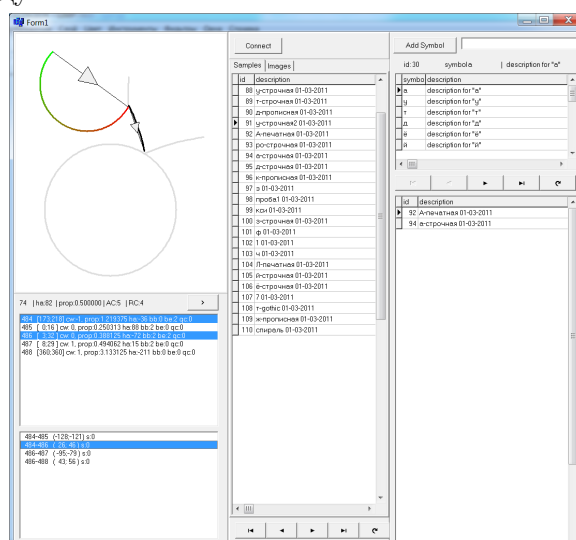 Form1
74 | ha:82 | prop:0.500000 | AC:5 | RC:4 >
484 [173;218] cw:-1, prop:1.219375 ha:-36 bb:0 be:2 qc:0
485 [ 0;16 ] cw: 0, prop:0.250313 ha:88 bb:2 be:2 qc:0
486 [ 3;32 ] cw: 0, prop:0.380125 ha:-72 bb:2 be:2 qc:0
487 [ 8;29 ] cw: 1, prop:0.494062 ha:15 bb:2 be:0 qc:0
488 [360;360] cw: 1, prop:3.133125 ha:-211 bb:0 be:0 qc:0
484-485 (-128;-121) s:0
484-486 ( 26; 46 ) s:0
486-487 (-95;-79 ) s:0
486-488 ( 43; 56 ) s:0
Connect
Samples Images
id description
88 у-строчная 01-03-2011
89 т-строчная 01-03-2011
90 д-прописная 01-03-2011
91 у-строчная2 01-03-2011
92 А-печатная 01-03-2011
93 ро-строчная 01-03-2011
94 а-строчная 01-03-2011
95 д-строчная 01-03-2011
96 к-прописная 01-03-2011
97 э 01-03-2011
98 проба1 01-03-2011
99 кси 01-03-2011
100 з-строчная 01-03-2011
101 ф 01-03-2011
102 1 01-03-2011
103 ч 01-03-2011
104 Л-печатная 01-03-2011
105 й-строчная 01-03-2011
106 ё-строчная 01-03-2011
107 7 01-03-2011
108 т-gothic 01-03-2011
109 ж-прописная 01-03-2011
110 спираль 01-03-2011
Add Symbol
id: 30 symbol:а | description for "а"
symbo description
а description for "а"
у description for "у"
т description for "т"
д description for "д"
ё description for "ё"
й description for "й"
id description
92 А-печатная 01-03-2011
94 а-строчная 01-03-2011